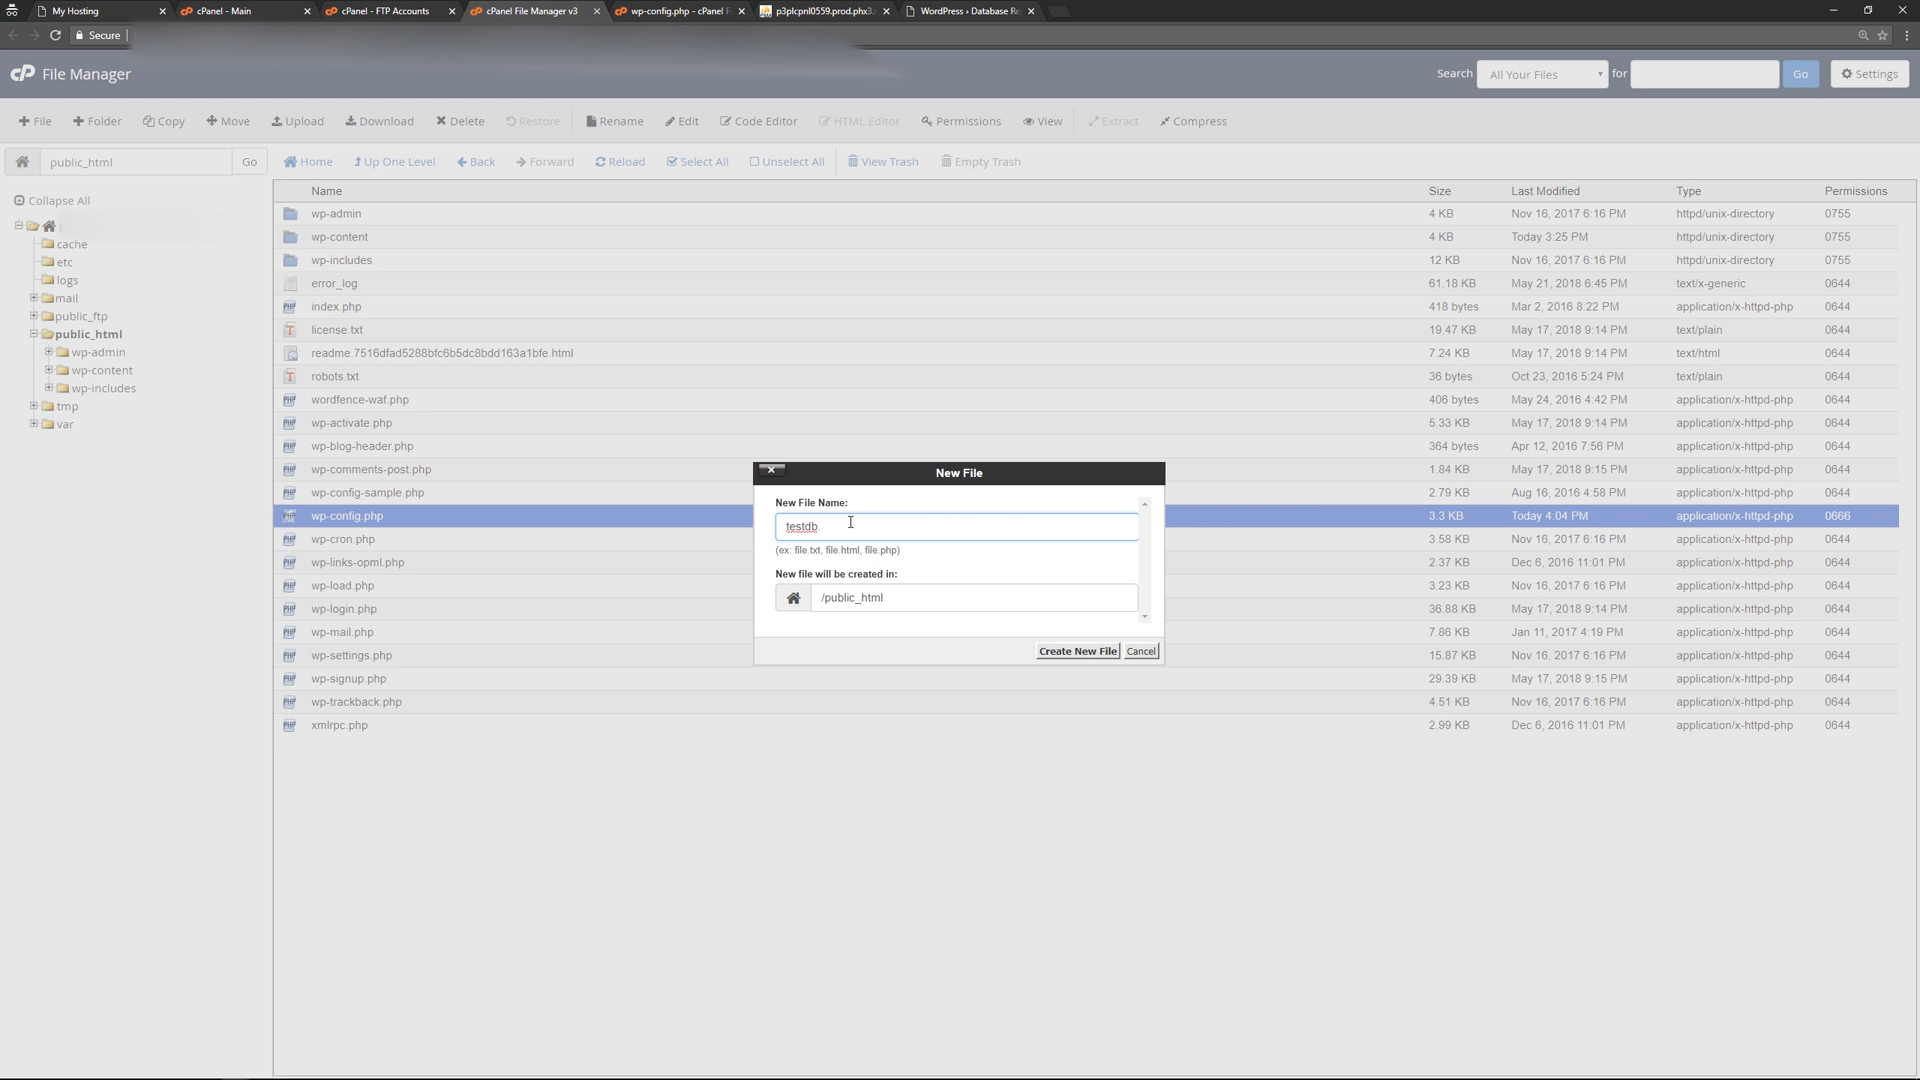 My Hosting
cPanel - Main
cPanel - FTP Accounts
cPanel File Manager v3
wp-config.php - cPanel F
p3plcpnl0559.prod.phx3.
WordPress › Database Re
Secure
cP File Manager
Search All Your Files for Go Settings
File Folder Copy Move Upload Download Delete Restore Rename Edit Code Editor HTML Editor Permissions View Extract Compress
public_html Go Home Up One Level Back Forward Reload Select All Unselect All View Trash Empty Trash
Collapse All
cache
etc
logs
mail
public_ftp
public_html
wp-admin
wp-content
wp-includes
tmp
var
Name Size Last Modified Type Permissions
wp-admin 4 KB Nov 16, 2017 6:16 PM httpd/unix-directory 0755
wp-content 4 KB Today 3:25 PM httpd/unix-directory 0755
wp-includes 12 KB Nov 16, 2017 6:16 PM httpd/unix-directory 0755
error_log 61.18 KB May 21, 2018 6:45 PM text/x-generic 0644
PHP index.php 418 bytes Mar 2, 2016 8:22 PM application/x-httpd-php 0644
T license.txt 19.47 KB May 17, 2018 9:14 PM text/plain 0644
readme.7516dfad5288bfc6b5dc8bdd163a1bfe.html 7.24 KB May 17, 2018 9:14 PM text/html 0644
T robots.txt 36 bytes Oct 23, 2016 5:24 PM text/plain 0644
PHP wordfence-waf.php 406 bytes May 24, 2016 4:42 PM application/x-httpd-php 0644
PHP wp-activate.php 5.33 KB May 17, 2018 9:14 PM application/x-httpd-php 0644
PHP wp-blog-header.php 364 bytes Apr 12, 2016 7:56 PM application/x-httpd-php 0644
PHP wp-comments-post.php 1.84 KB May 17, 2018 9:15 PM application/x-httpd-php 0644
PHP wp-config-sample.php 2.79 KB Aug 16, 2016 4:58 PM application/x-httpd-php 0644
PHP wp-config.php 3.3 KB Today 4:04 PM application/x-httpd-php 0666
PHP wp-cron.php 3.58 KB Nov 16, 2017 6:16 PM application/x-httpd-php 0644
PHP wp-links-opml.php 2.37 KB Dec 6, 2016 11:01 PM application/x-httpd-php 0644
PHP wp-load.php 3.23 KB Nov 16, 2017 6:16 PM application/x-httpd-php 0644
PHP wp-login.php 36.88 KB May 17, 2018 9:14 PM application/x-httpd-php 0644
PHP wp-mail.php 7.86 KB Jan 11, 2017 4:19 PM application/x-httpd-php 0644
PHP wp-settings.php 15.87 KB Nov 16, 2017 6:16 PM application/x-httpd-php 0644
PHP wp-signup.php 29.39 KB May 17, 2018 9:15 PM application/x-httpd-php 0644
PHP wp-trackback.php 4.51 KB Nov 16, 2017 6:16 PM application/x-httpd-php 0644
PHP xmlrpc.php 2.99 KB Dec 6, 2016 11:01 PM application/x-httpd-php 0644
New File
New File Name:
testdb.
(ex: file.txt, file.html, file.php)
New file will be created in:
/public_html
Create New File Cancel